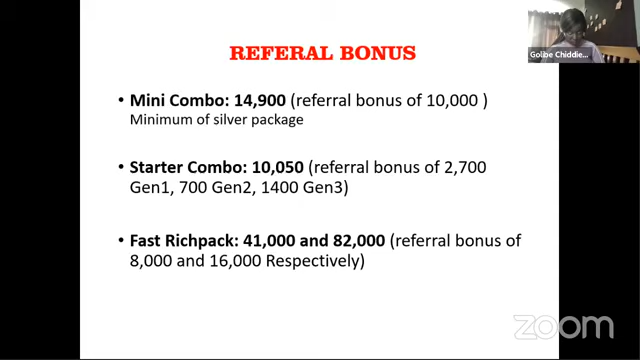 REFERAL BONUS
• Mini Combo: 14,900 (referral bonus of 10,000 )
Minimum of silver package
• Starter Combo: 10,050 (referral bonus of 2,700
Gen1, 700 Gen2, 1400 Gen3)
• Fast Richpack: 41,000 and 82,000 (referral bonus of
8,000 and 16,000 Respectively)
Golibe Chiddie...
zoom